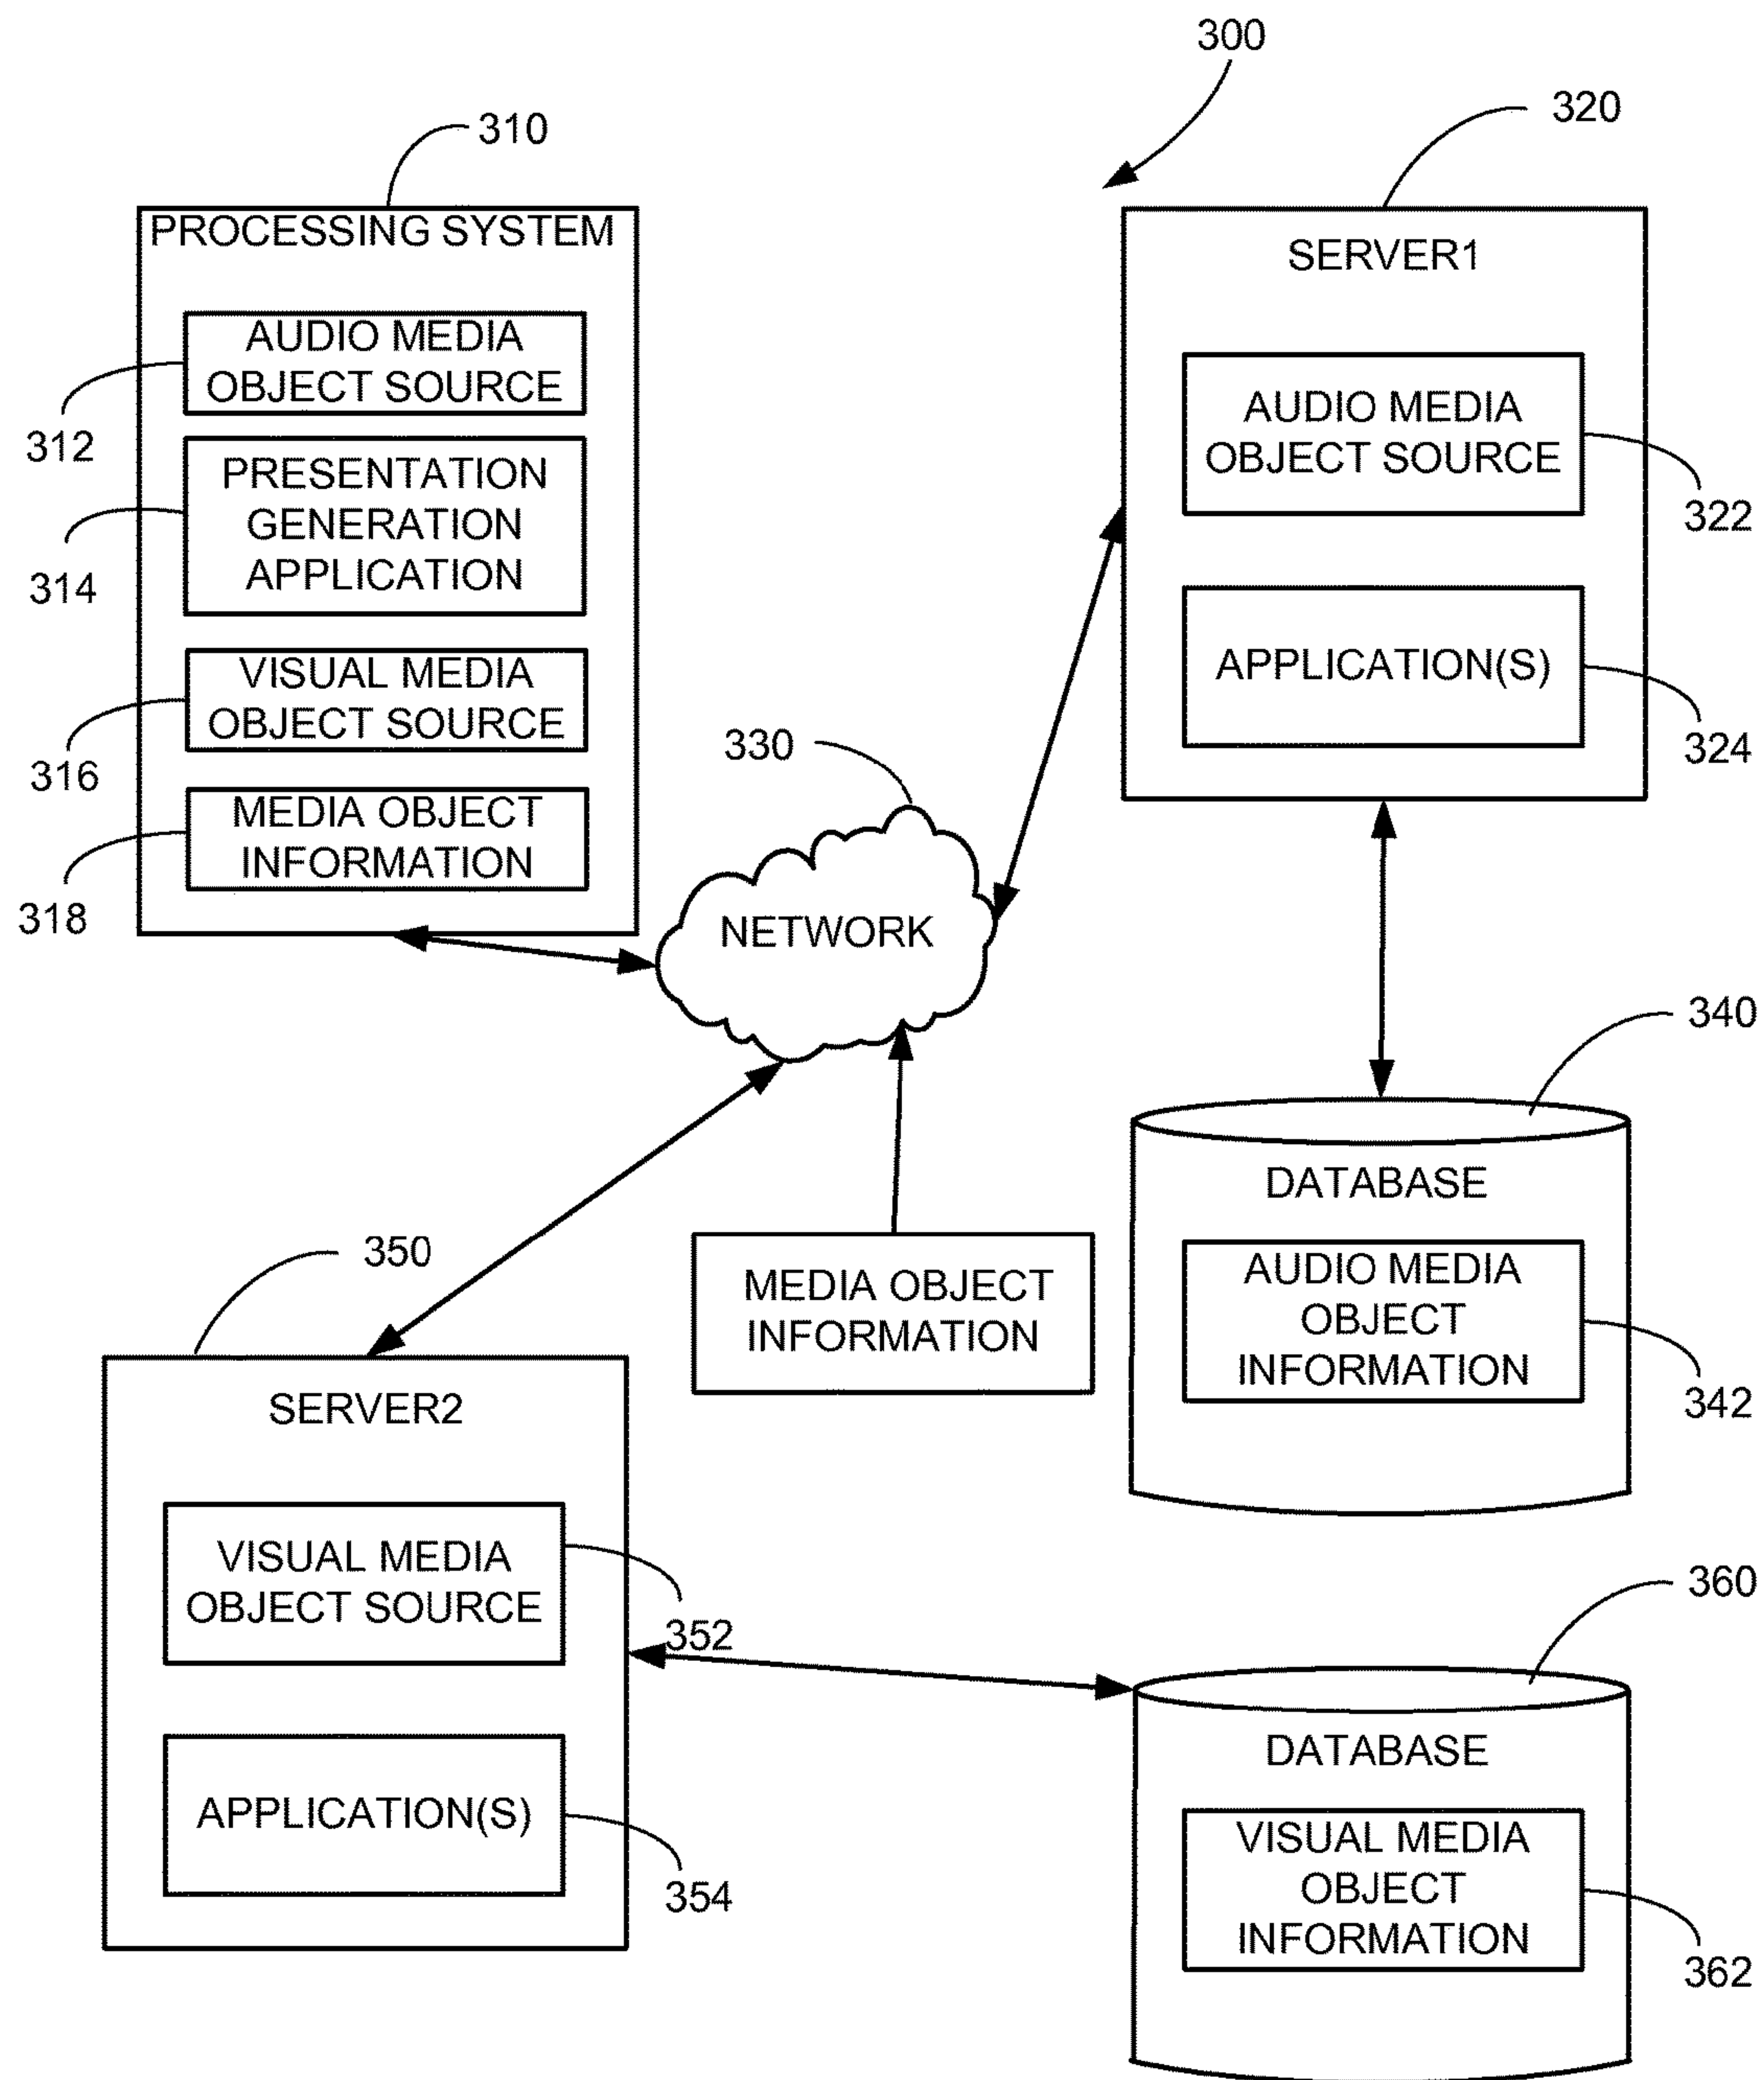 300
310
320
PROCESSING SYSTEM
AUDIO MEDIA
OBJECT SOURCE
312
PRESENTATION
GENERATION
APPLICATION
314
VISUAL MEDIA
OBJECT SOURCE
316
MEDIA OBJECT
INFORMATION
318
SERVER1
AUDIO MEDIA
OBJECT SOURCE
322
APPLICATION(S)
324
330
NETWORK
340
DATABASE
AUDIO MEDIA
OBJECT
INFORMATION
342
MEDIA OBJECT
INFORMATION
350
SERVER2
VISUAL MEDIA
OBJECT SOURCE
352
APPLICATION(S)
354
360
DATABASE
VISUAL MEDIA
OBJECT
INFORMATION
362